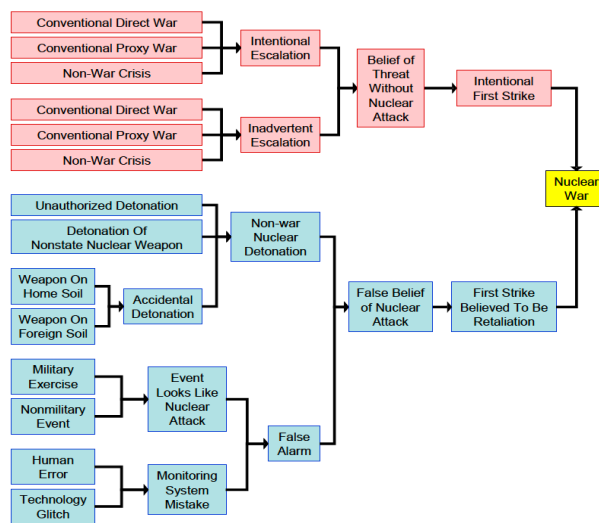 Conventional Direct War
Conventional Proxy War
Non-War Crisis
Intentional
Escalation
Conventional Direct War
Conventional Proxy War
Non-War Crisis
Inadvertent
Escalation
Belief of
Threat
Without
Nuclear
Attack
Intentional
First Strike
Nuclear
War
Unauthorized Detonation
Detonation Of
Nonstate Nuclear Weapon
Weapon On
Home Soil
Weapon On
Foreign Soil
Accidental
Detonation
Non-war
Nuclear
Detonation
Military
Exercise
Nonmilitary
Event
Event
Looks Like
Nuclear
Attack
Human
Error
Technology
Glitch
Monitoring
System
Mistake
False
Alarm
False Belief
of Nuclear
Attack
First Strike
Believed To Be
Retaliation